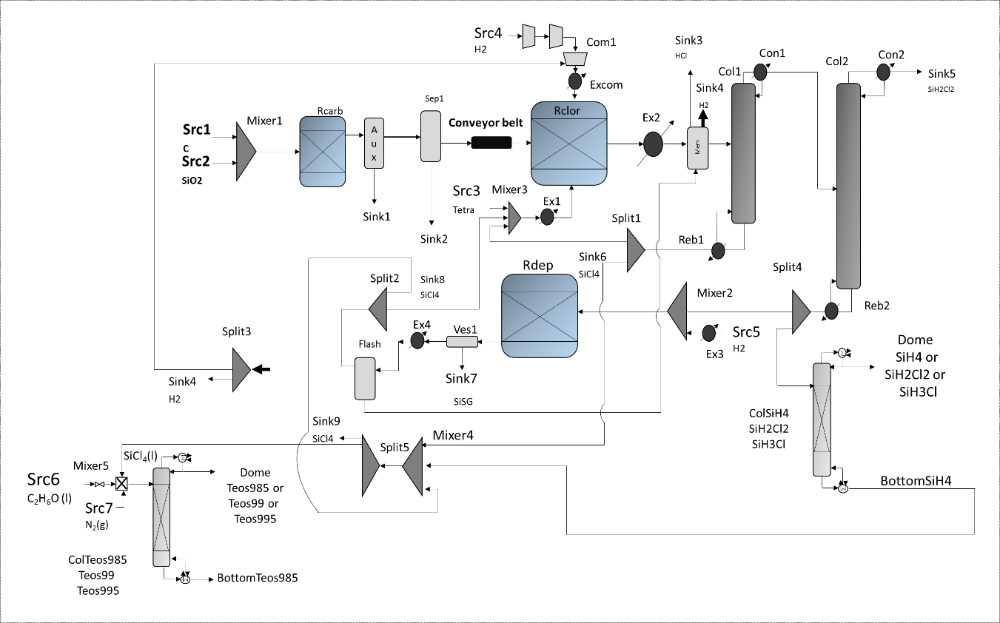 Src4
H2
Com1
Excom
Sink3
HCl
Sink4
H2
Col1
Con1
Col2
Con2
Sink5
SiH2Cl2
Mixer1
Rcarb
Sep1
Conveyor belt
Rclor
Ex2
Src1
C
Src2
SiO2
A
u
x
Mem
Sink1
Sink2
Src3
Tetra
Mixer3
Ex1
Split1
Reb1
Sink6
SiCl4
Split4
Reb2
Rdep
Mixer2
Split2
Sink8
SiCl4
Ex4
Ves1
Ex3
Src5
H2
Split3
Flash
Sink7
SiSG
Sink4
H2
Dome
SiH4 or
SiH2Cl2 or
SiH3Cl
ColSiH4
SiH2Cl2
SiH3Cl
BottomSiH4
Sink9
SiCl4
Split5
Mixer4
SiCl₄(l)
Mixer5
Src6
C₂H₆O (l)
Src7
N₂(g)
Dome
Teos985 or
Teos99 or
Teos995
ColTeos985
Teos99
Teos995
BottomTeos985